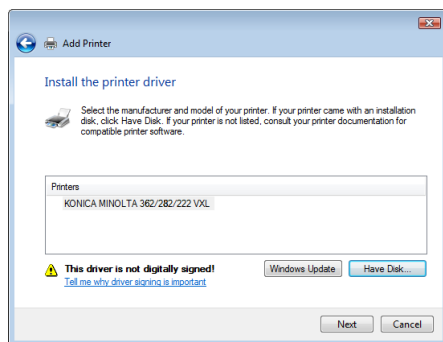 Add Printer
Install the printer driver
Select the manufacturer and model of your printer. If your printer came with an installation
disk, click Have Disk. If your printer is not listed, consult your printer documentation for
compatible printer software.
Printers
KONICA MINOLTA 362/282/222 VXL
This driver is not digitally signed!
Windows Update
Have Disk...
Tell me why driver signing is important
Next
Cancel